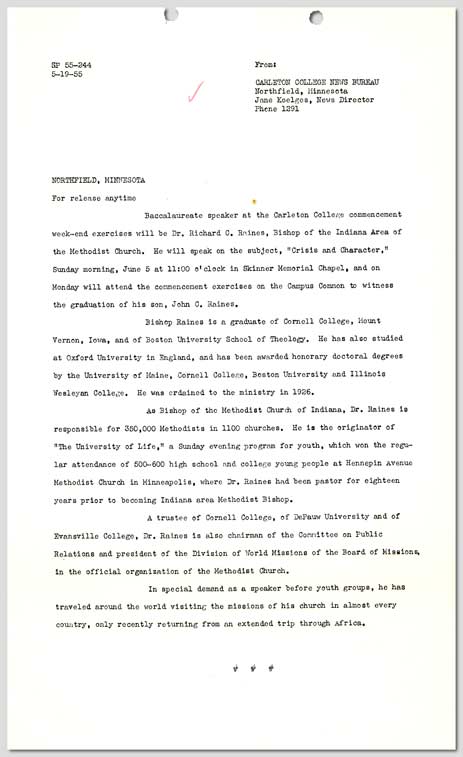 SP 55-244
5-19-55
From:
CARLETON COLLEGE NEWS BUREAU
Northfield, Minnesota
Jane Koelges, News Director
Phone 1291
NORTHFIELD, MINNESOTA
For release anytime
Baccalaureate speaker at the Carleton College commencement
week-end exercises will be Dr. Richard C. Raines, Bishop of the Indiana Area of
the Methodist Church. He will speak on the subject, "Crisis and Character,"
Sunday morning, June 5 at 11:00 o'clock in Skinner Memorial Chapel, and on
Monday will attend the commencement exercises on the Campus Common to witness
the graduation of his son, John C. Raines.
Bishop Raines is a graduate of Cornell College, Mount
Vernon, Iowa, and of Boston University School of Theology. He has also studied
at Oxford University in England, and has been awarded honorary doctoral degrees
by the University of Maine, Cornell College, Boston University and Illinois
Wesleyan College. He was ordained to the ministry in 1926.
As Bishop of the Methodist Church of Indiana, Dr. Raines is
responsible for 350,000 Methodists in 1100 churches. He is the originator of
"The University of Life," a Sunday evening program for youth, which won the regu-
lar attendance of 500-600 high school and college young people at Hennepin Avenue
Methodist Church in Minneapolis, where Dr. Raines had been pastor for eighteen
years prior to becoming Indiana area Methodist Bishop.
A trustee of Cornell College, of DePauw University and of
Evansville College, Dr. Raines is also chairman of the Committee on Public
Relations and president of the Division of World Missions of the Board of Missions,
in the official organization of the Methodist Church.
In special demand as a speaker before youth groups, he has
traveled around the world visiting the missions of his church in almost every
country, only recently returning from an extended trip through Africa.
# # #